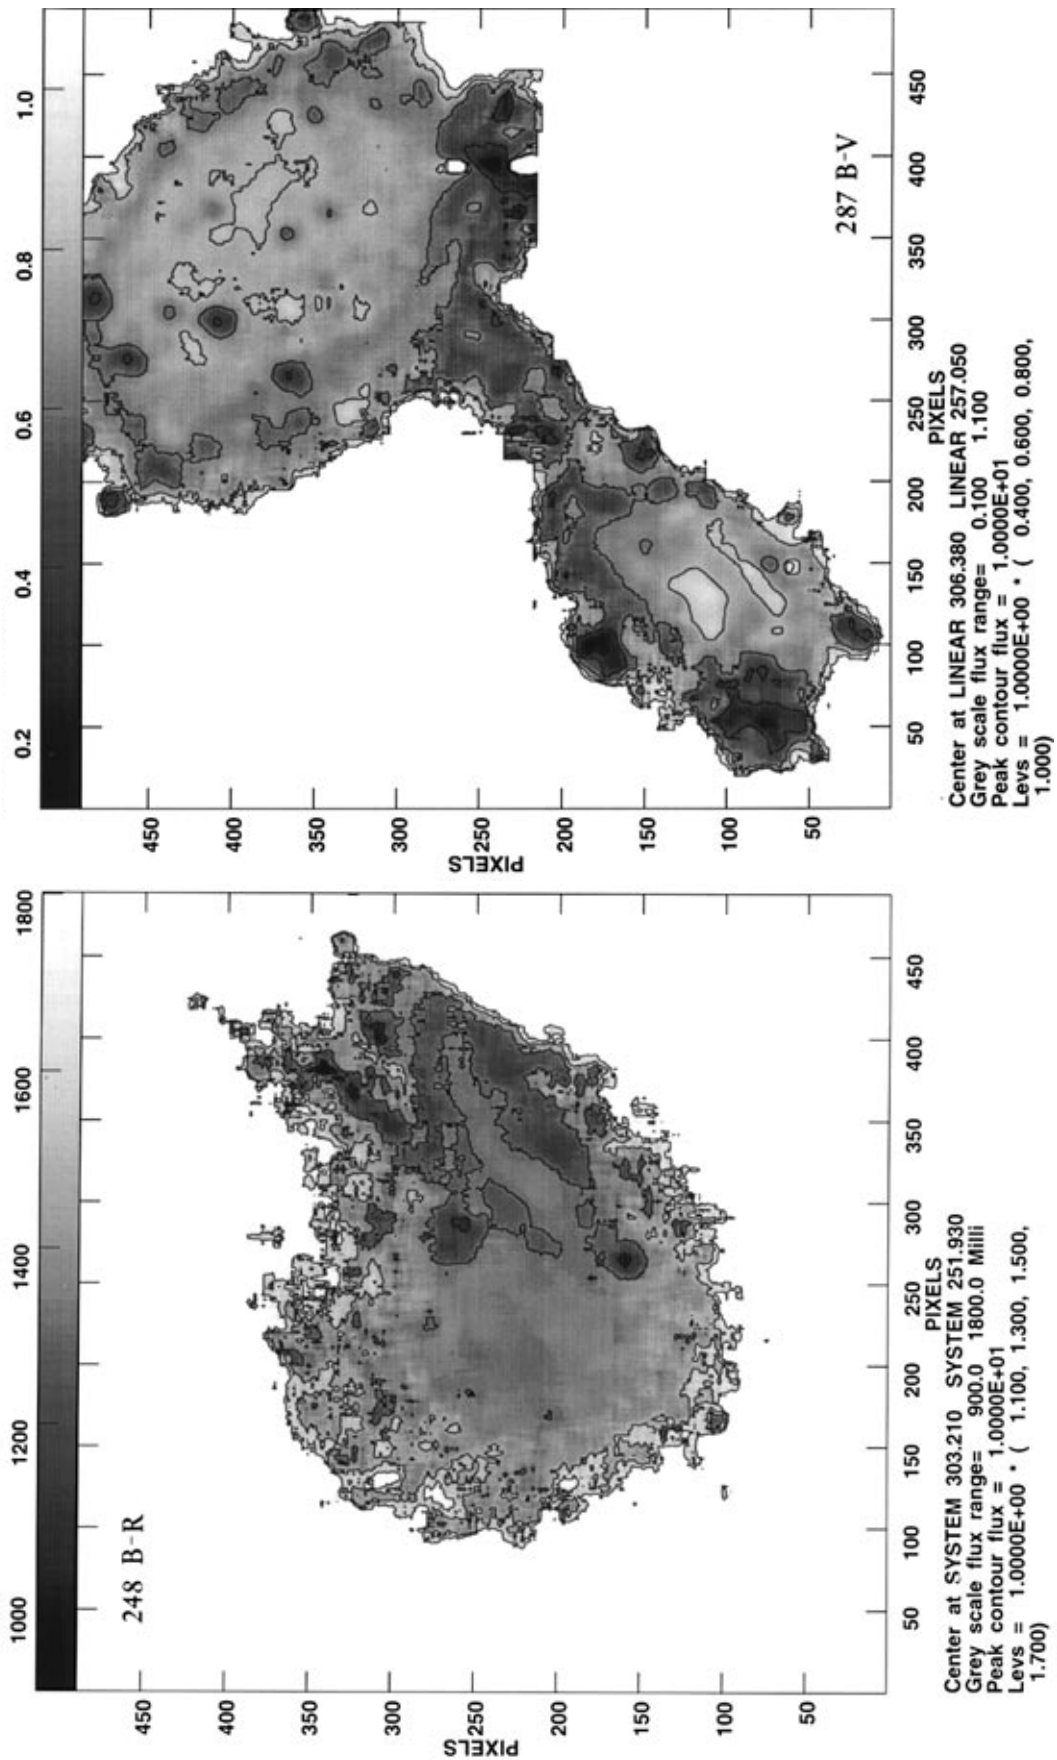 1000 1200 1400 1600 1800
248 B-R
450
400
350
300
250
200
150
100
50
PIXELS
50 100 150 200 250 300 350 400 450
PIXELS
Center at SYSTEM 303.210 SYSTEM 251.930
Grey scale flux range= 900.0 1800.0 Milli
Peak contour flux = 1.0000E+01
Levs = 1.0000E+00 * ( 1.100, 1.300, 1.500,
1.700)
0.2 0.4 0.6 0.8 1.0
287 B-V
450
400
350
300
250
200
150
100
50
PIXELS
50 100 150 200 250 300 350 400 450
PIXELS
Center at LINEAR 306.380 LINEAR 257.050
Grey scale flux range= 0.100 1.100
Peak contour flux = 1.0000E+01
Levs = 1.0000E+00 * ( 0.400, 0.600, 0.800,
1.000)